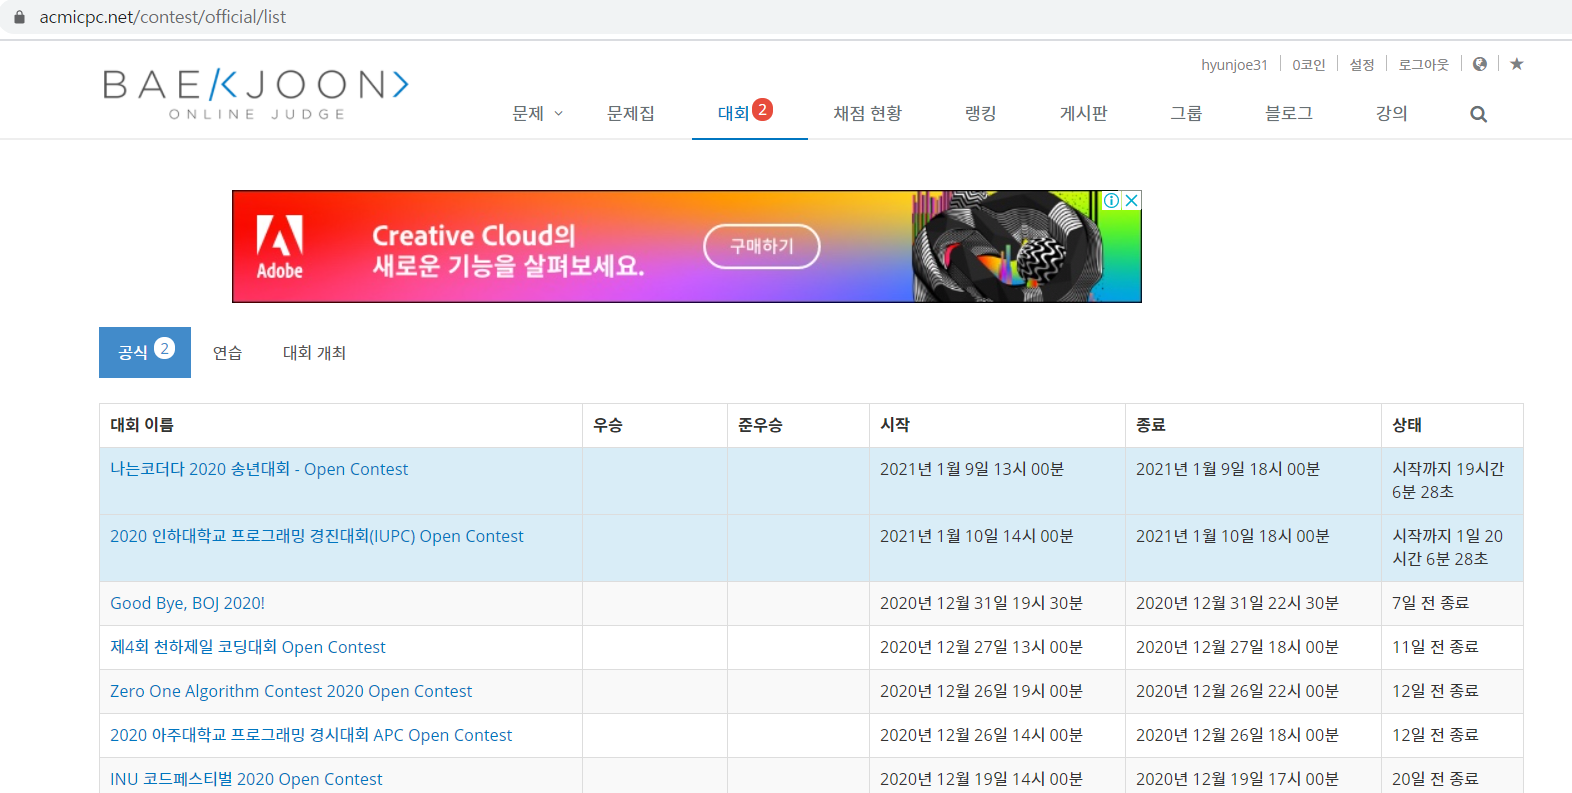 acmicpc.net/contest/official/list
hyunjoe31 0코인 설정 로그아웃
BAEKJOON>
ONLINE JUDGE
문제 문제집 대회 2 채점 현황 랭킹 게시판 그룹 블로그 강의
Adobe
Creative Cloud의
새로운 기능을 살펴보세요.
구매하기
공식 2 연습 대회 개최
대회 이름 우승 준우승 시작 종료 상태
나는코더다 2020 송년대회 - Open Contest 2021년 1월 9일 13시 00분 2021년 1월 9일 18시 00분 시작까지 19시간
6분 28초
2020 인하대학교 프로그래밍 경진대회(IUPC) Open Contest 2021년 1월 10일 14시 00분 2021년 1월 10일 18시 00분 시작까지 1일 20
시간 6분 28초
Good Bye, BOJ 2020! 2020년 12월 31일 19시 30분 2020년 12월 31일 22시 30분 7일 전 종료
제4회 천하제일 코딩대회 Open Contest 2020년 12월 27일 13시 00분 2020년 12월 27일 18시 00분 11일 전 종료
Zero One Algorithm Contest 2020 Open Contest 2020년 12월 26일 19시 00분 2020년 12월 26일 22시 00분 12일 전 종료
2020 아주대학교 프로그래밍 경시대회 APC Open Contest 2020년 12월 26일 14시 00분 2020년 12월 26일 18시 00분 12일 전 종료
INU 코드페스티벌 2020 Open Contest 2020년 12월 19일 14시 00분 2020년 12월 19일 17시 00분 20일 전 종료